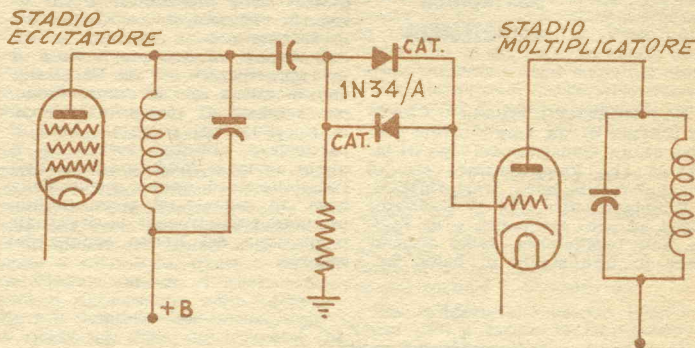 STADIO
ECCITATORE
CAT.
STADIO
MOLTIPLICATORE
1N34/A
CAT.
+B